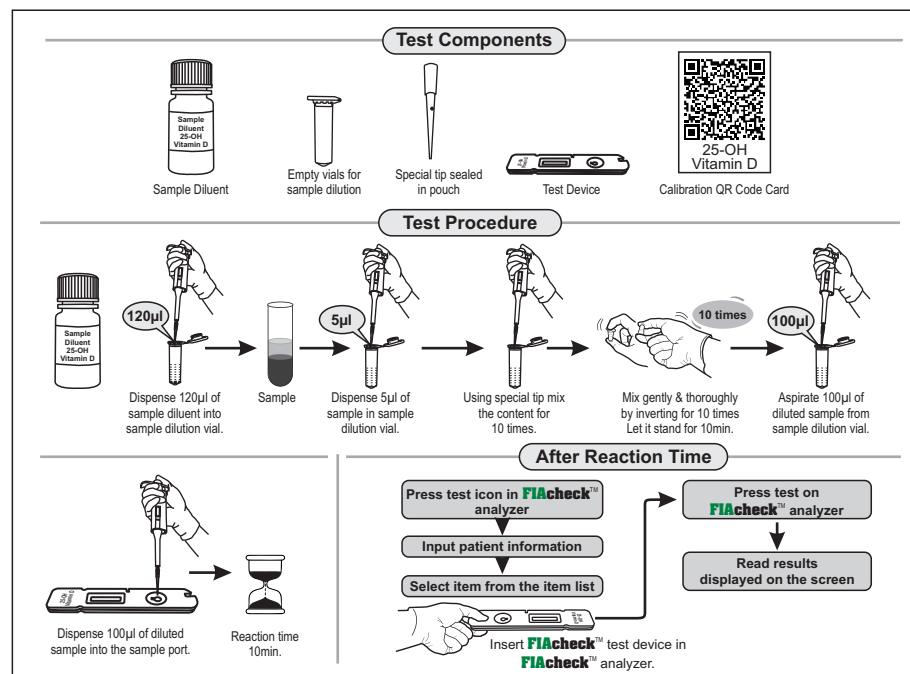 Test Components
Sample
Diluent
25-OH
Vitamin D
Sample Diluent
Empty vials for
sample dilution
Special tip sealed
in pouch
Test Device
25-OH
Vitamin D
Calibration QR Code Card
Test Procedure
Sample
Diluent
25-OH
Vitamin D
120µl
Dispense 120µl of
sample diluent into
sample dilution vial.
Sample
5µl
Dispense 5µl of
sample in sample
dilution vial.
Using special tip mix
the content for
10 times.
10 times
Mix gently & thoroughly
by inverting for 10 times
Let it stand for 10min.
100µl
Aspirate 100µl of
diluted sample from
sample dilution vial.
25-OH
Vitamin D
Dispense 100µl of diluted
sample into the sample port.
Reaction time
10min.
After Reaction Time
Press test icon in FIAcheck™
analyzer
Input patient information
Select item from the item list
Insert FIAcheck™ test device in
FIAcheck™ analyzer.
Press test on
FIAcheck™ analyzer
Read results
displayed on the screen